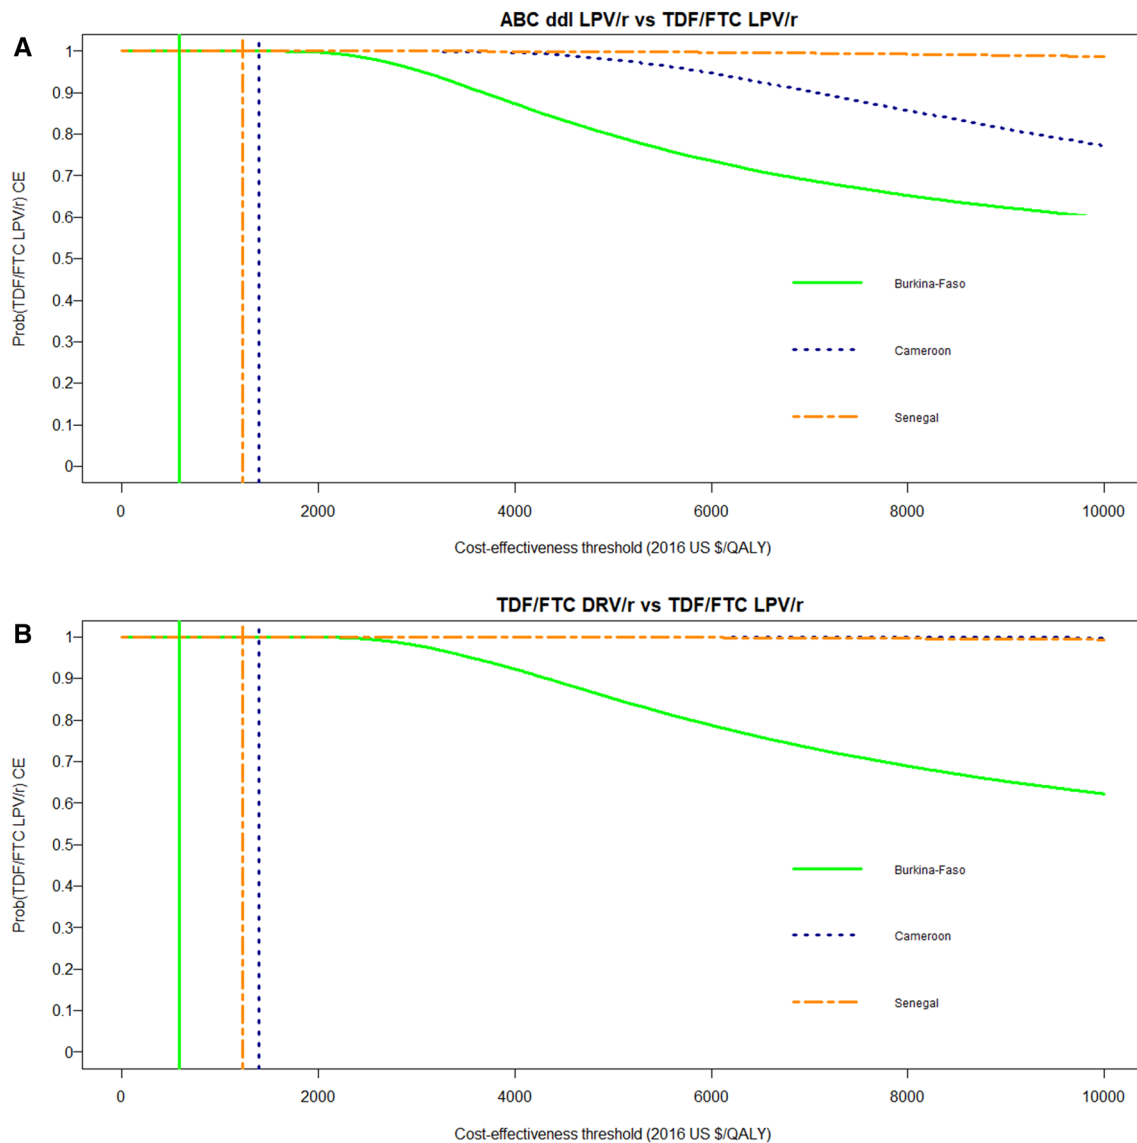 ABC ddl LPV/r vs TDF/FTC LPV/r
A
1
0.9
0.8
0.7
0.6
0.5
0.4
0.3
0.2
0.1
0
Prob(TDF/FTC LPV/r) CE
Burkina-Faso
Cameroon
Senegal
0 2000 4000 6000 8000 10000
Cost-effectiveness threshold (2016 US $/QALY)
TDF/FTC DRV/r vs TDF/FTC LPV/r
B
1
0.9
0.8
0.7
0.6
0.5
0.4
0.3
0.2
0.1
0
Prob(TDF/FTC LPV/r) CE
Burkina-Faso
Cameroon
Senegal
0 2000 4000 6000 8000 10000
Cost-effectiveness threshold (2016 US $/QALY)